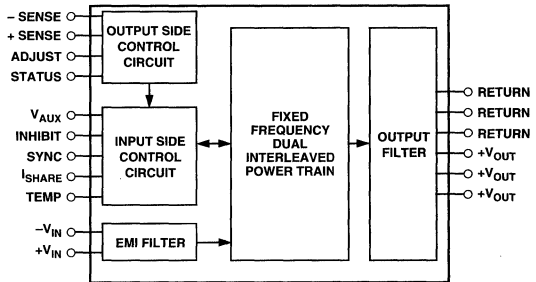 – SENSE
+ SENSE
ADJUST
STATUS
OUTPUT SIDE
CONTROL
CIRCUIT
VAUX
INHIBIT
SYNC
ISHARE
TEMP
INPUT SIDE
CONTROL
CIRCUIT
–VIN
+VIN
EMI FILTER
FIXED
FREQUENCY
DUAL
INTERLEAVED
POWER TRAIN
OUTPUT
FILTER
RETURN
RETURN
RETURN
+VOUT
+VOUT
+VOUT